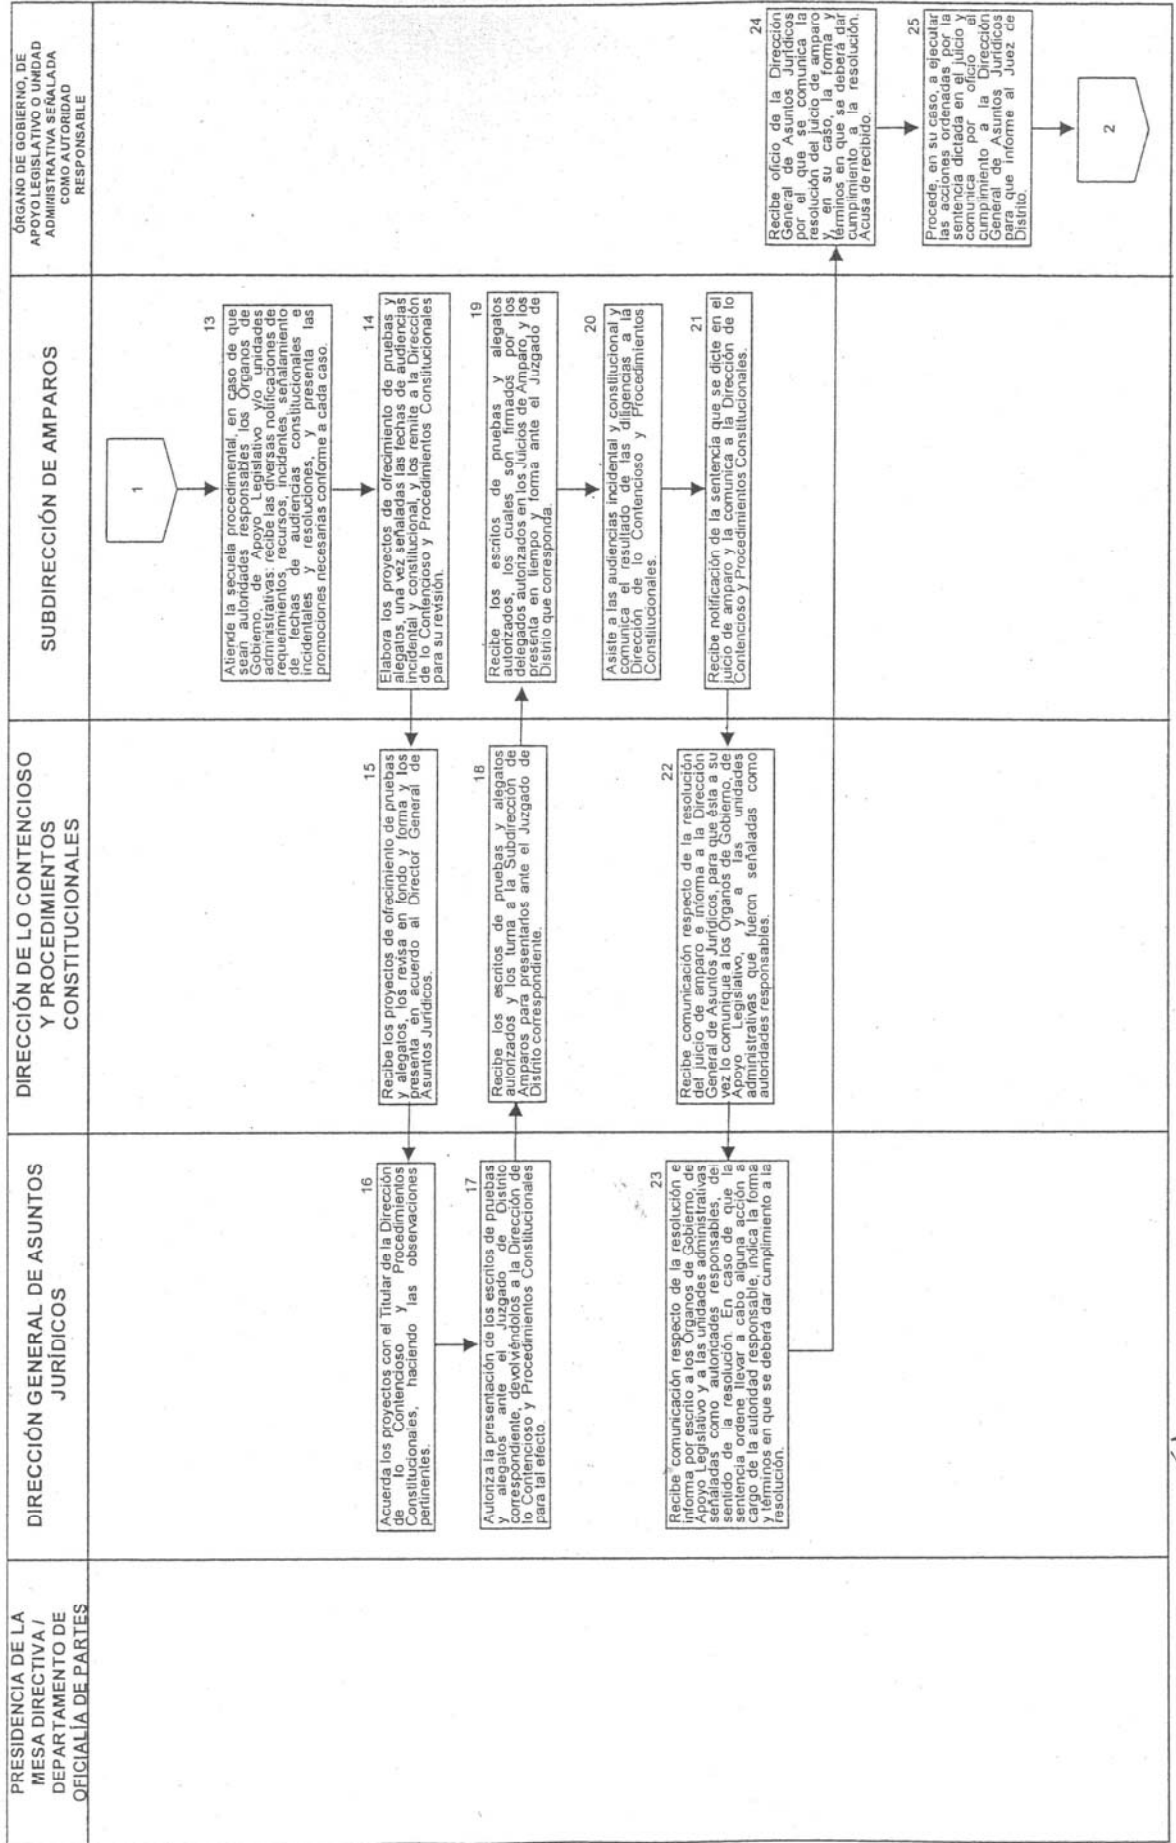 PRESIDENCIA DE LA
MESA DIRECTIVA /
DEPARTAMENTO DE
OFICIALÍA DE PARTES
DIRECCIÓN GENERAL DE ASUNTOS
JURÍDICOS
DIRECCIÓN DE LO CONTENCIOSO
Y PROCEDIMIENTOS
CONSTITUCIONALES
SUBDIRECCIÓN DE AMPAROS
ÓRGANO DE GOBIERNO, DE
APOYO LEGISLATIVO O UNIDAD
ADMINISTRATIVA SEÑALADA
COMO AUTORIDAD
RESPONSABLE
1
13
Atiende la secuela procedimental, en caso de que
sean autoridades responsables los Órganos de
Gobierno, de Apoyo Legislativo y/o unidades
administrativas: recibe las diversas notificaciones de
requerimientos, recursos, incidentes, señalamiento
de fechas de audiencias constitucionales e
incidentales y resoluciones, y presenta las
promociones necesarias conforme a cada caso.
14
Elabora los proyectos de ofrecimiento de pruebas y
alegatos, una vez señaladas las fechas de audiencias
incidental y constitucional, y los remite a la Dirección
de lo Contencioso y Procedimientos Constitucionales
para su revisión.
15
Recibe los proyectos de ofrecimiento de pruebas
y alegatos, los revisa en fondo y forma y los
presenta en acuerdo al Director General de
Asuntos Jurídicos.
16
Acuerda los proyectos con el Titular de la Dirección
de lo Contencioso y Procedimientos
Constitucionales, haciendo las observaciones
pertinentes.
17
Autoriza la presentación de los escritos de pruebas
y alegatos ante el Juzgado de Distrito
correspondiente, devolviéndolos a la Dirección de
lo Contencioso y Procedimientos Constitucionales
para tal efecto.
18
Recibe los escritos de pruebas y alegatos
autorizados y los turna a la Subdirección de
Amparos para presentarlos ante el Juzgado de
Distrito correspondiente.
19
Recibe los escritos de pruebas y alegatos
autorizados, los cuales son firmados por los
delegados autorizados en los Juicios de Amparo, y los
presenta en tiempo y forma ante el Juzgado de
Distrito que corresponda.
20
Asiste a las audiencias incidental y constitucional y
comunica el resultado de las diligencias a la
Dirección de lo Contencioso y Procedimientos
Constitucionales.
21
Recibe notificación de la sentencia que se dicte en el
juicio de amparo y la comunica a la Dirección de lo
Contencioso y Procedimientos Constitucionales.
22
Recibe comunicación respecto de la resolución
del juicio de amparo e informa a la Dirección
General de Asuntos Jurídicos, para que ésta a su
vez lo comunique a los Órganos de Gobierno, de
Apoyo Legislativo, y a las unidades
administrativas que fueron señaladas como
autoridades responsables.
23
Recibe comunicación respecto de la resolución e
informa por escrito a los Órganos de Gobierno, de
Apoyo Legislativo y a las unidades administrativas
señaladas como autoridades responsables, del
sentido de la resolución. En caso de que la
sentencia ordene llevar a cabo alguna acción a
cargo de la autoridad responsable, indica la forma
y términos en que se deberá dar cumplimiento a la
resolución.
24
Recibe oficio de la Dirección
General de Asuntos Jurídicos
por el que se comunica la
resolución del juicio de amparo
y en su caso, la forma y
términos en que se deberá dar
cumplimiento a la resolución.
Acusa de recibido.
25
Procede, en su caso, a ejecutar
las acciones ordenadas por la
sentencia dictada en el juicio y
comunica por oficio el
cumplimiento a la Dirección
General de Asuntos Jurídicos
para que informe al Juez de
Distrito.
2